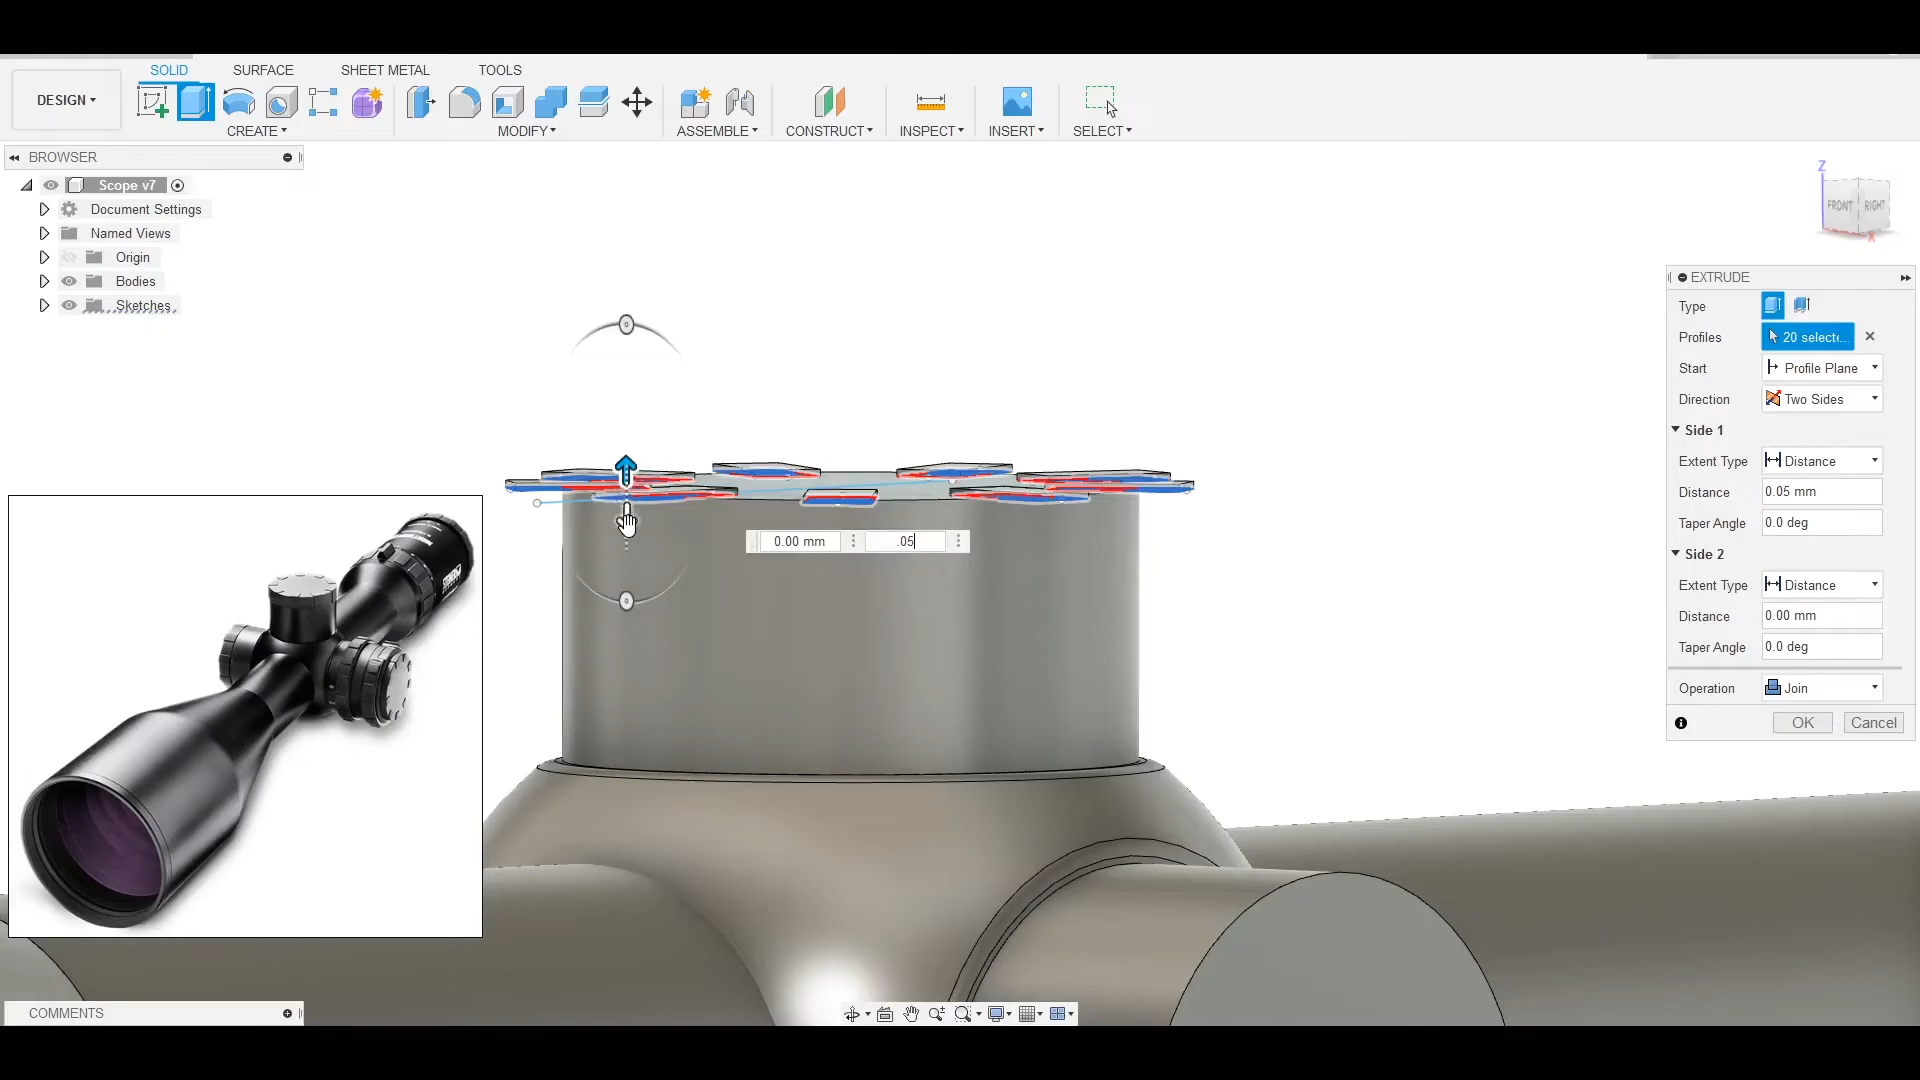 SOLID SURFACE SHEET METAL TOOLS
DESIGN
CREATE MODIFY ASSEMBLE CONSTRUCT INSPECT INSERT SELECT
BROWSER
Scope v7
Document Settings
Named Views
Origin
Bodies
Sketches
Z
FRONT RIGHT
X
EXTRUDE
Type
Profiles 20 selecte...
Start Profile Plane
Direction Two Sides
Side 1
Extent Type Distance
Distance 0.05 mm
Taper Angle 0.0 deg
Side 2
Extent Type Distance
Distance 0.00 mm
Taper Angle 0.0 deg
Operation Join
OK Cancel
0.00 mm .05
COMMENTS